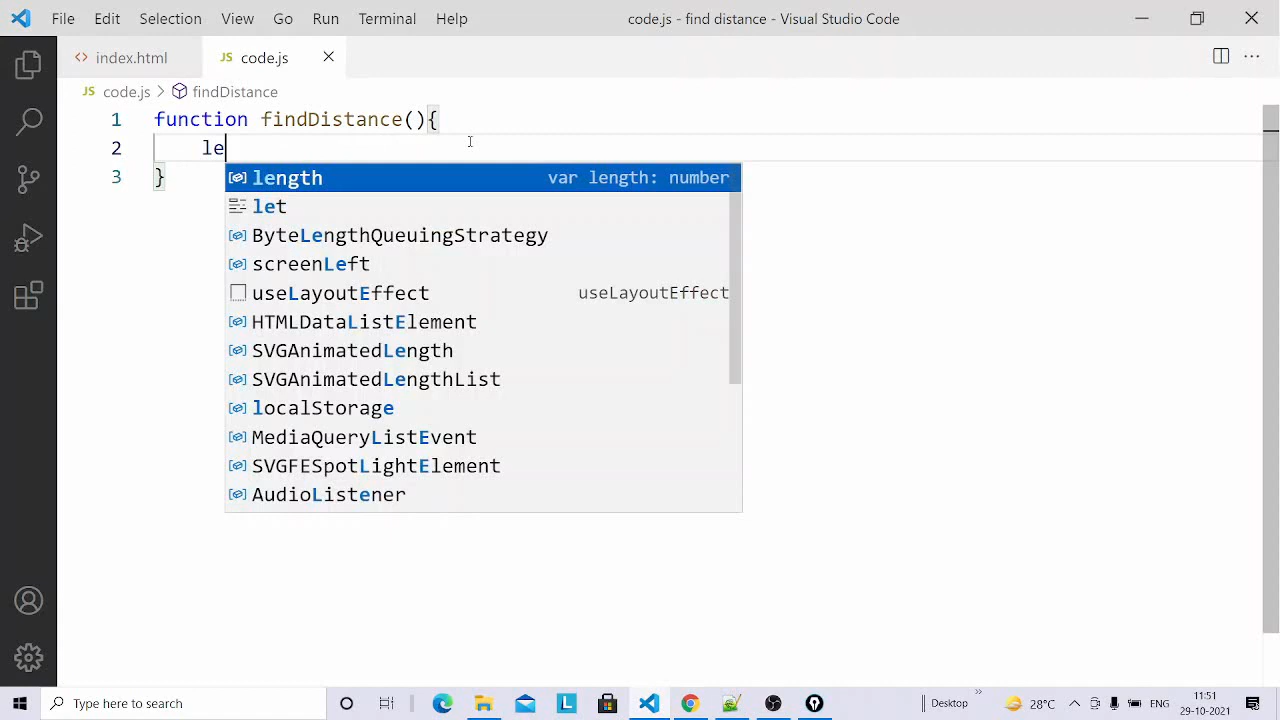 File Edit Selection View Go Run Terminal Help code.js - find distance - Visual Studio Code
<> index.html JS code.js
JS code.js > findDistance
1 function findDistance(){
2 le
3 }
length var length: number
let
ByteLengthQueuingStrategy
screenLeft
useLayoutEffect useLayoutEffect
HTMLDataListElement
SVGAnimatedLength
SVGAnimatedLengthList
localStorage
MediaQueryListEvent
SVGFESpotLightElement
AudioListener
Type here to search L Desktop 28°C ENG 11:51
29-10-2021